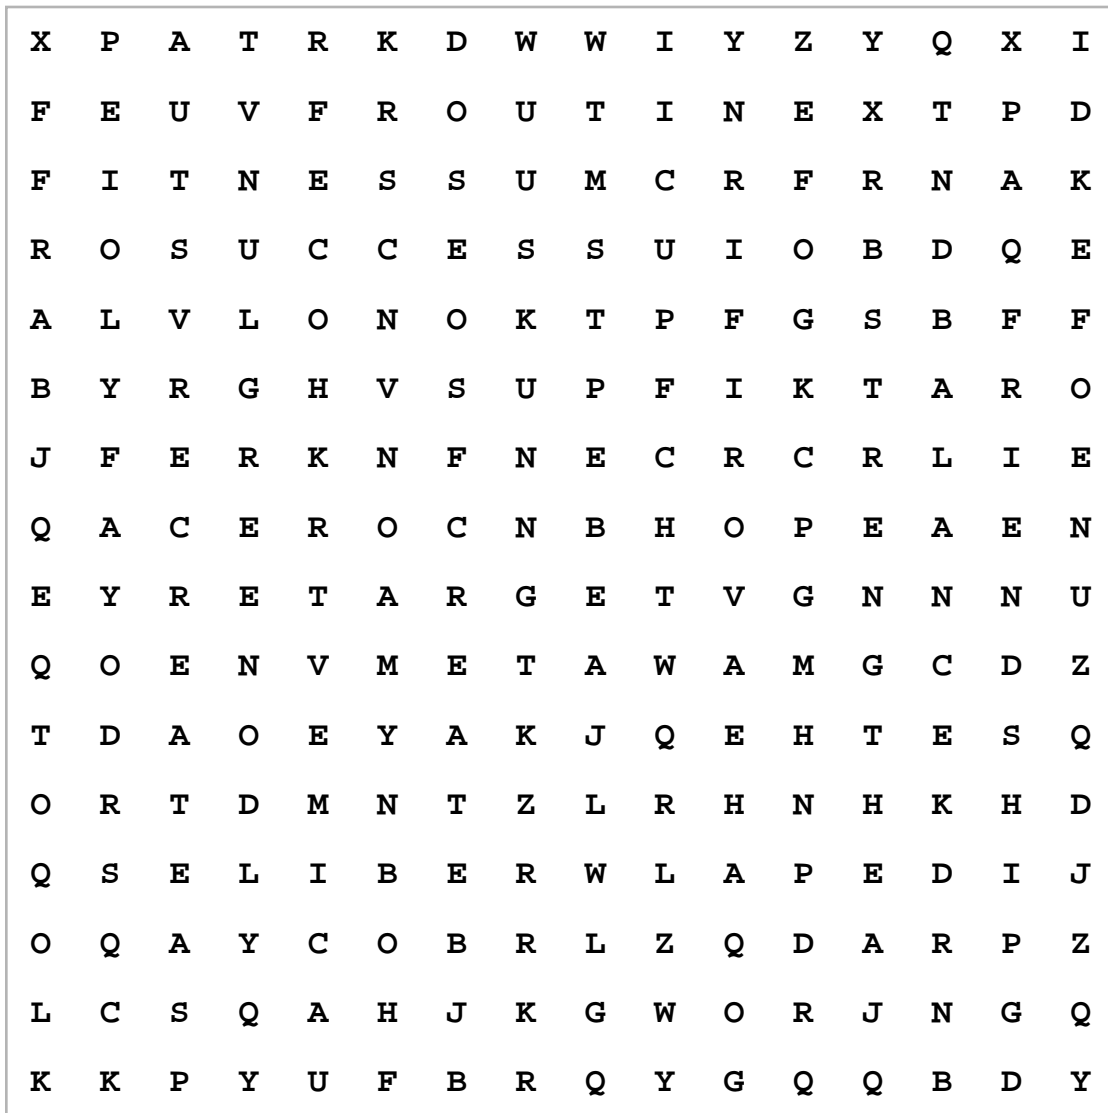 X P A T R K D W W I Y Z Y Q X I
F E U V F R O U T I N E X T P D
F I T N E S S U M C R F R N A K
R O S U C C E S S U I O B D Q E
A L V L O N O K T P F G S B F F
B Y R G H V S U P F I K T A R O
J F E R K N F N E C R C R L I E
Q A C E R O C N B H O P E A E N
E Y R E T A R G E T V G N N N U
Q O E N V M E T A W A M G C D Z
T D A O E Y A K J Q E H T E S Q
O R T D M N T Z L R H N H K H D
Q S E L I B E R W L A P E D I J
O Q A Y C O B R L Z Q D A R P Z
L C S Q A H J K G W O R J N G Q
K K P Y U F B R Q Y G Q Q B D Y